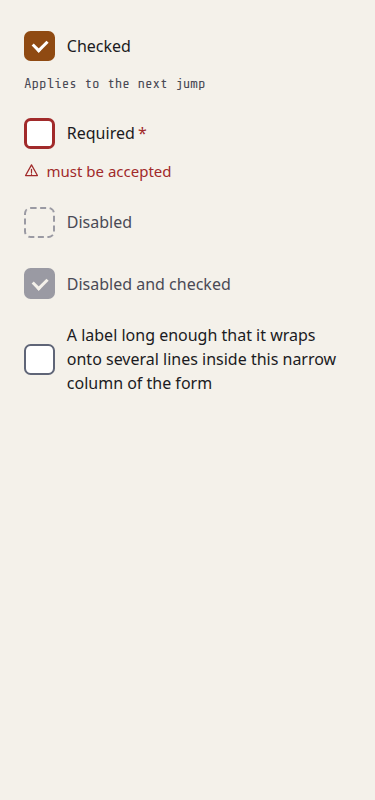 Checked
Applies to the next jump
Required *
must be accepted
Disabled
Disabled and checked
A label long enough that it wraps
onto several lines inside this narrow
column of the form